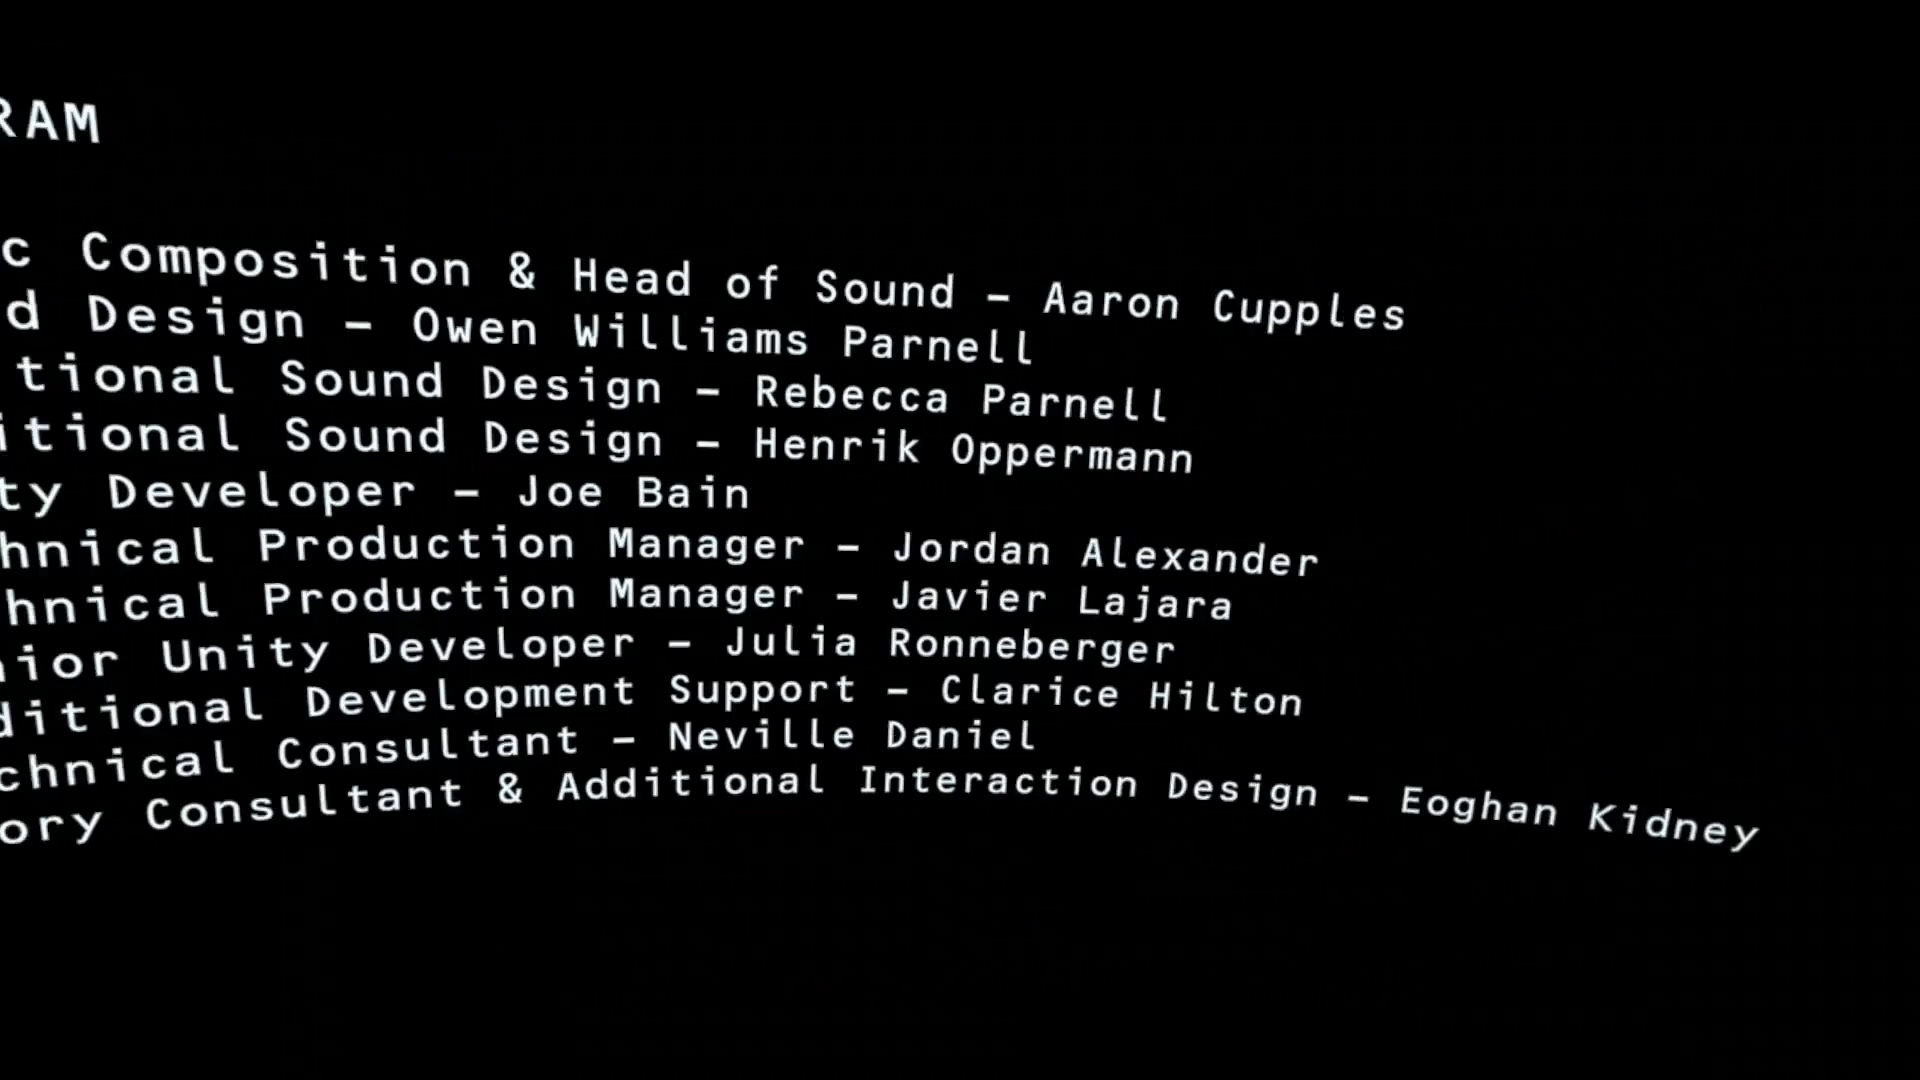 RAM
c Composition & Head of Sound – Aaron Cupples
d Design – Owen Williams Parnell
tional Sound Design – Rebecca Parnell
itional Sound Design – Henrik Oppermann
ty Developer – Joe Bain
hnical Production Manager – Jordan Alexander
hnical Production Manager – Javier Lajara
nior Unity Developer – Julia Ronneberger
ditional Development Support – Clarice Hilton
chnical Consultant – Neville Daniel
ory Consultant & Additional Interaction Design – Eoghan Kidney